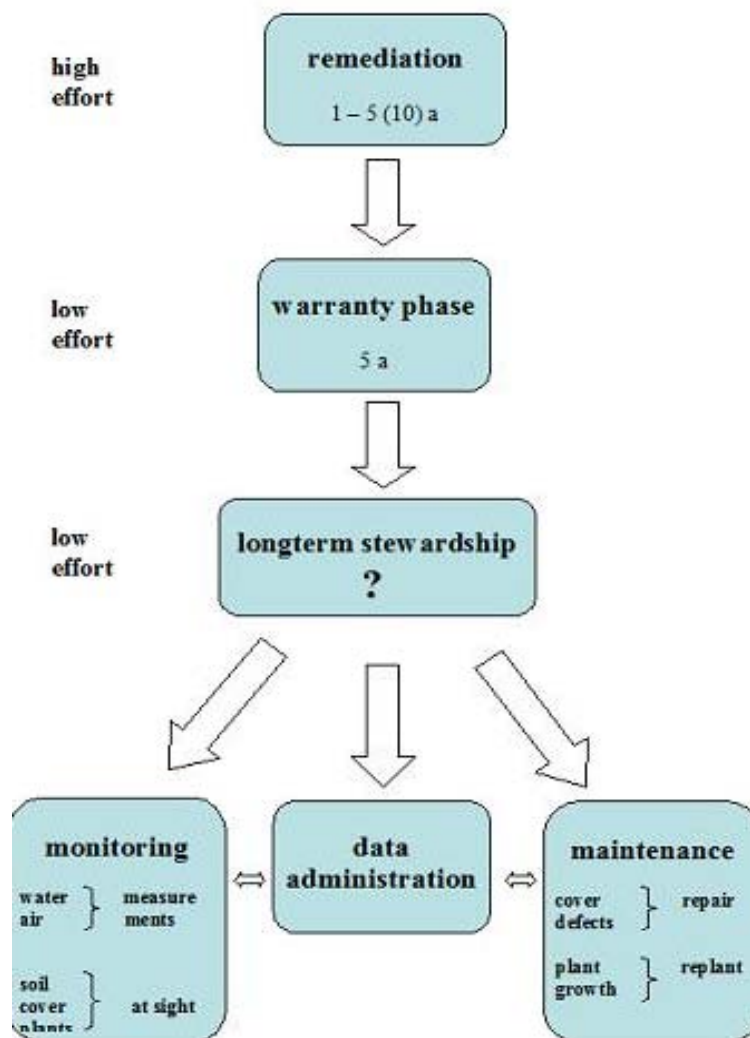 high
effort
remediation
1 – 5 (10) a
low
effort
warranty phase
5 a
low
effort
longterm stewardship
?
monitoring
water
air
measure
ments
soil
cover
plants
at sight
data
administration
maintenance
cover
defects
repair
plant
growth
replant